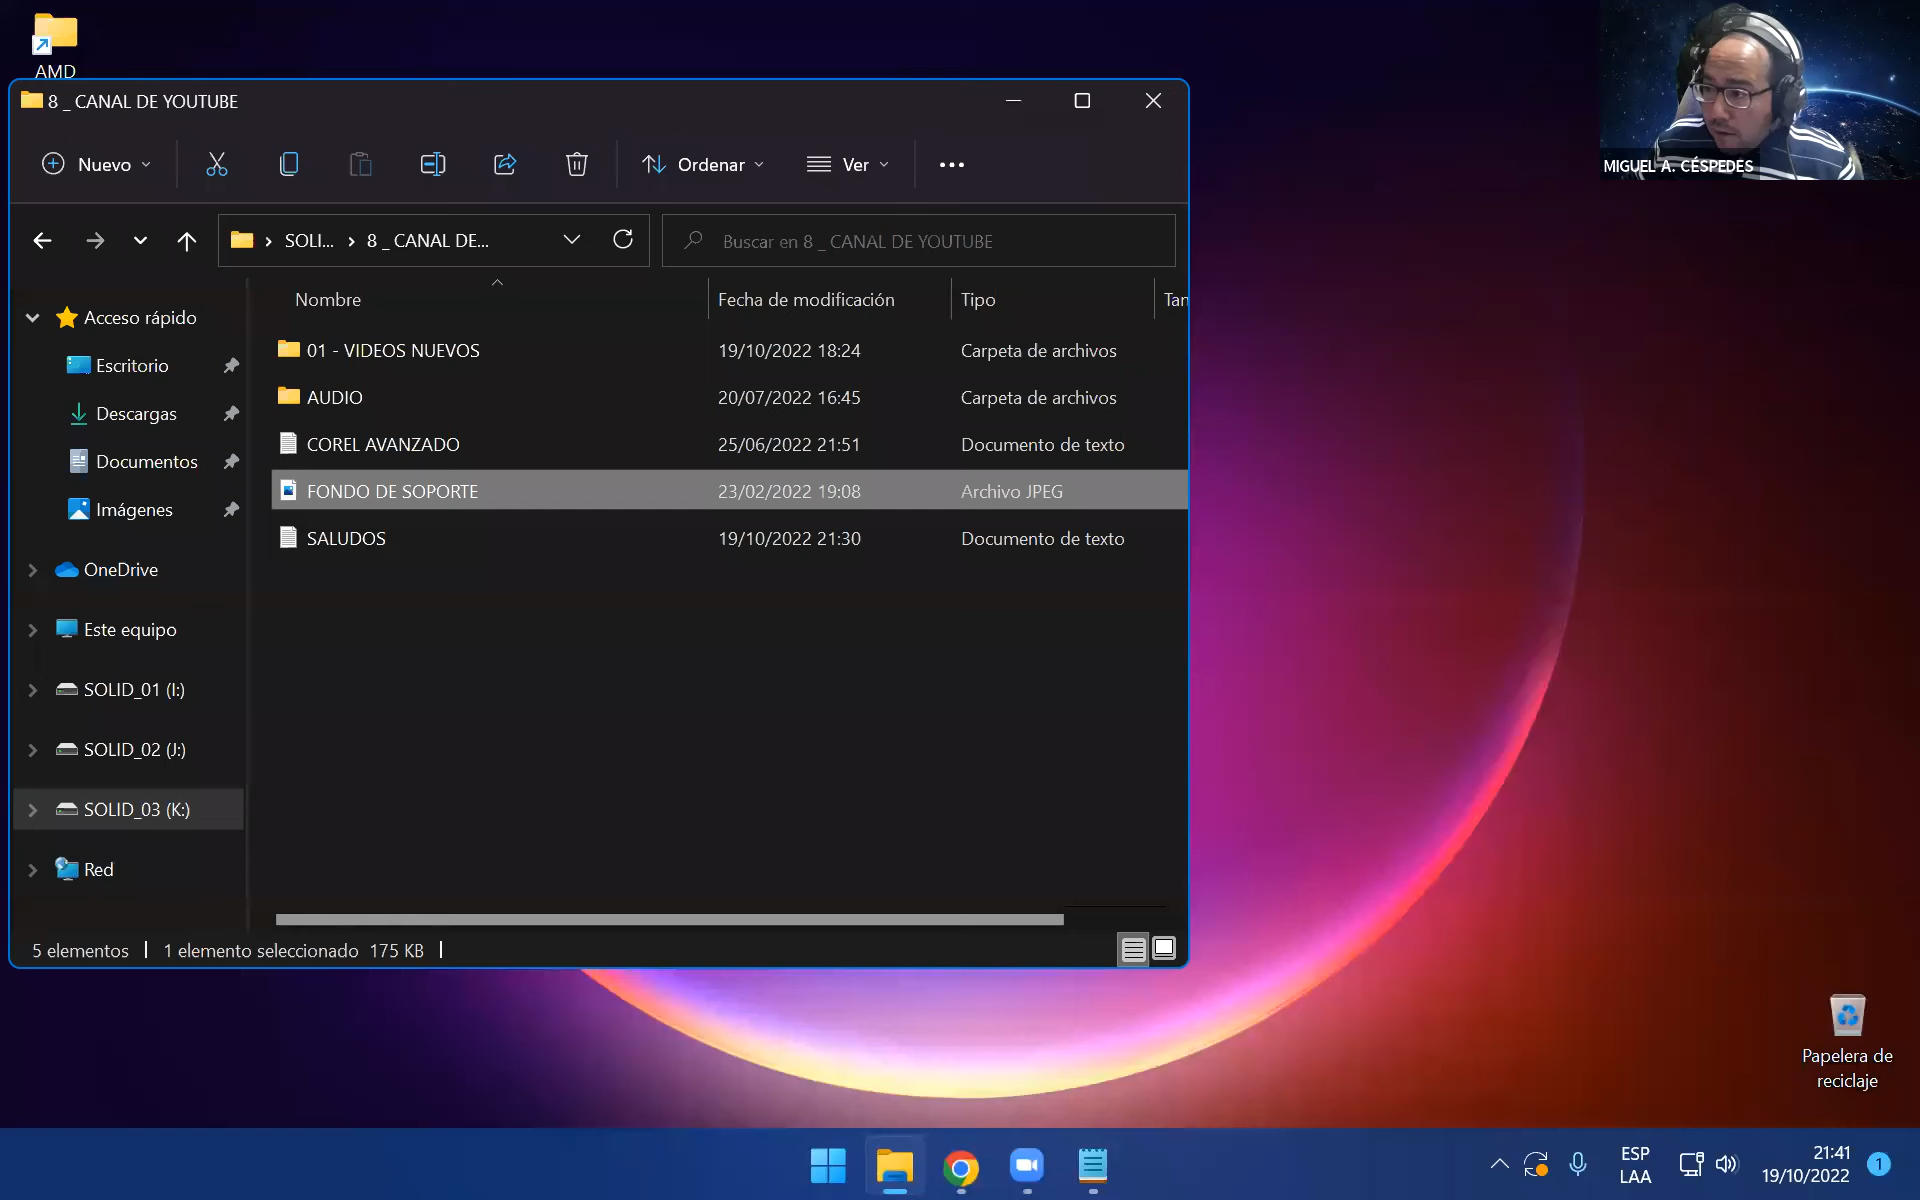 AMD
8 _ CANAL DE YOUTUBE
Nuevo
Ordenar
Ver
SOLI... 8 _ CANAL DE...
Buscar en 8 _ CANAL DE YOUTUBE
Nombre Fecha de modificación Tipo Tan
Acceso rápido
Escritorio
Descargas
Documentos
Imágenes
OneDrive
Este equipo
SOLID_01 (I:)
SOLID_02 (J:)
SOLID_03 (K:)
Red
01 - VIDEOS NUEVOS 19/10/2022 18:24 Carpeta de archivos
AUDIO 20/07/2022 16:45 Carpeta de archivos
COREL AVANZADO 25/06/2022 21:51 Documento de texto
FONDO DE SOPORTE 23/02/2022 19:08 Archivo JPEG
SALUDOS 19/10/2022 21:30 Documento de texto
5 elementos 1 elemento seleccionado 175 KB
MIGUEL A. CÉSPEDES
Papelera de
reciclaje
ESP
LAA
21:41
19/10/2022
1